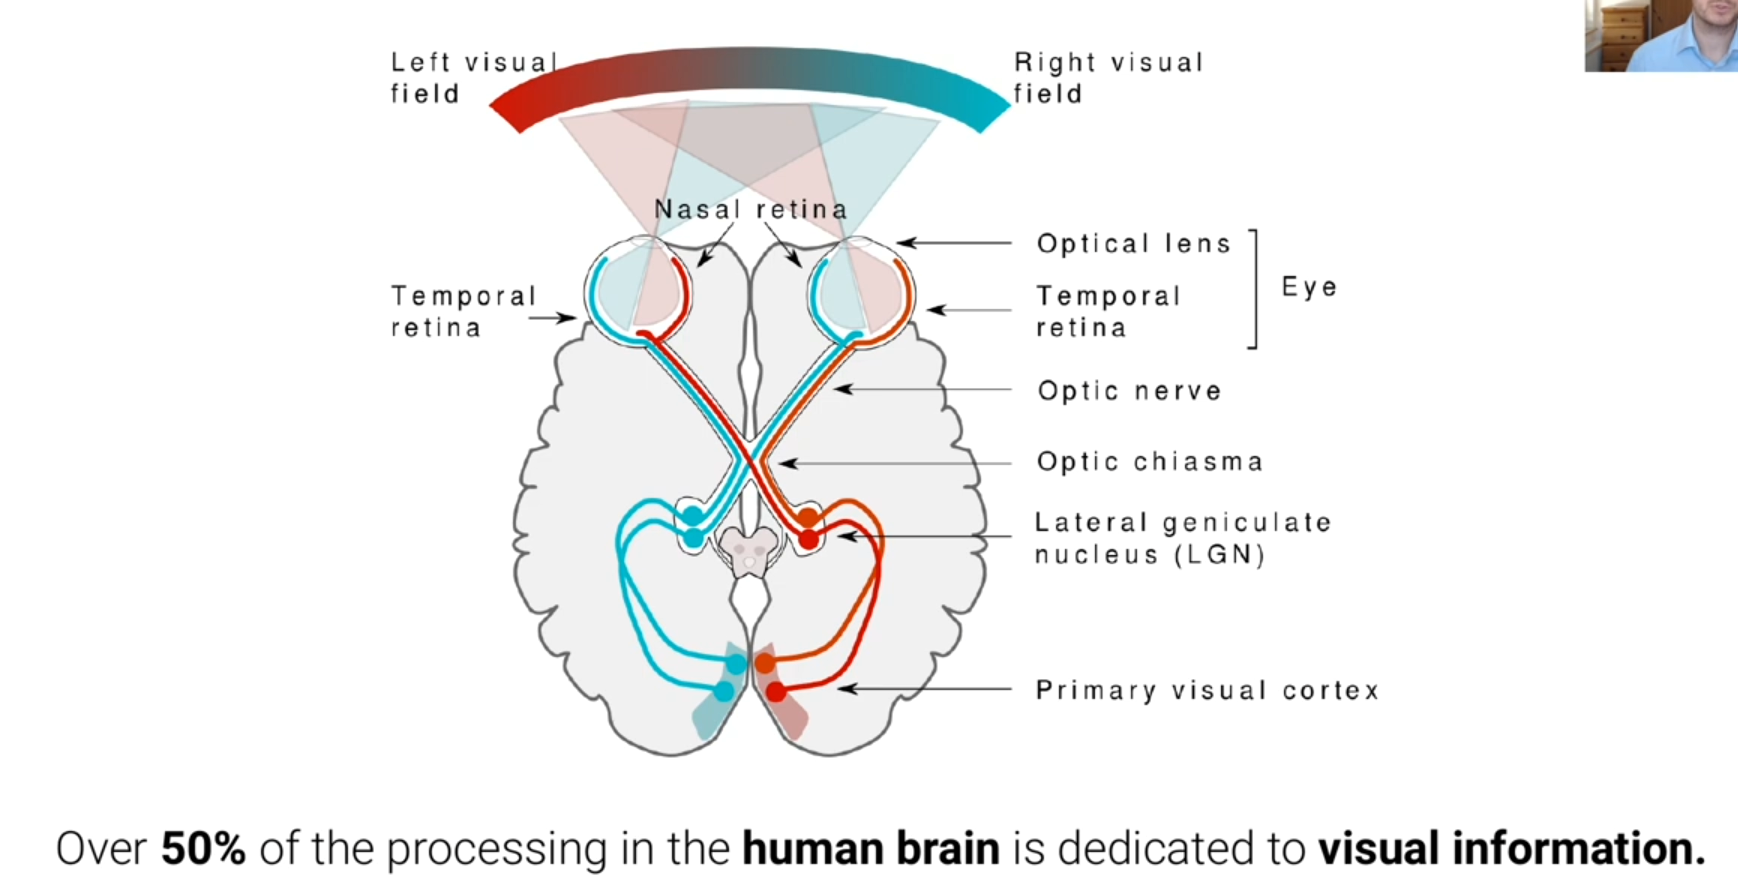 Left visual
field
Right visual
field
Nasal retina
Optical lens
Temporal
retina
Eye
Temporal
retina
Optic nerve
Optic chiasma
Lateral geniculate
nucleus (LGN)
Primary visual cortex
Over 50% of the processing in the human brain is dedicated to visual information.